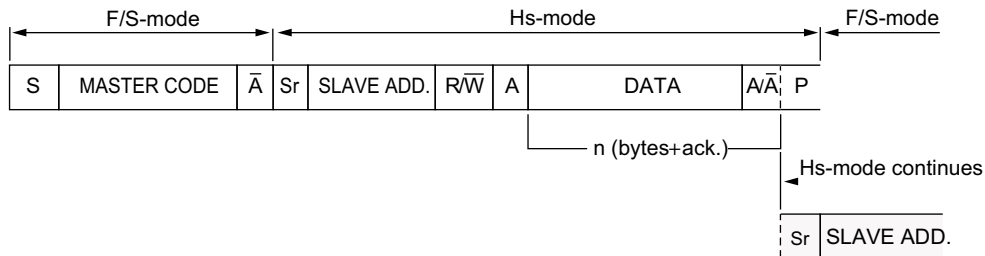 F/S-mode Hs-mode F/S-mode
S MASTER CODE A̅ Sr SLAVE ADD. R/W̅ A DATA A/A̅ P
n (bytes+ack.)
Hs-mode continues
Sr SLAVE ADD.